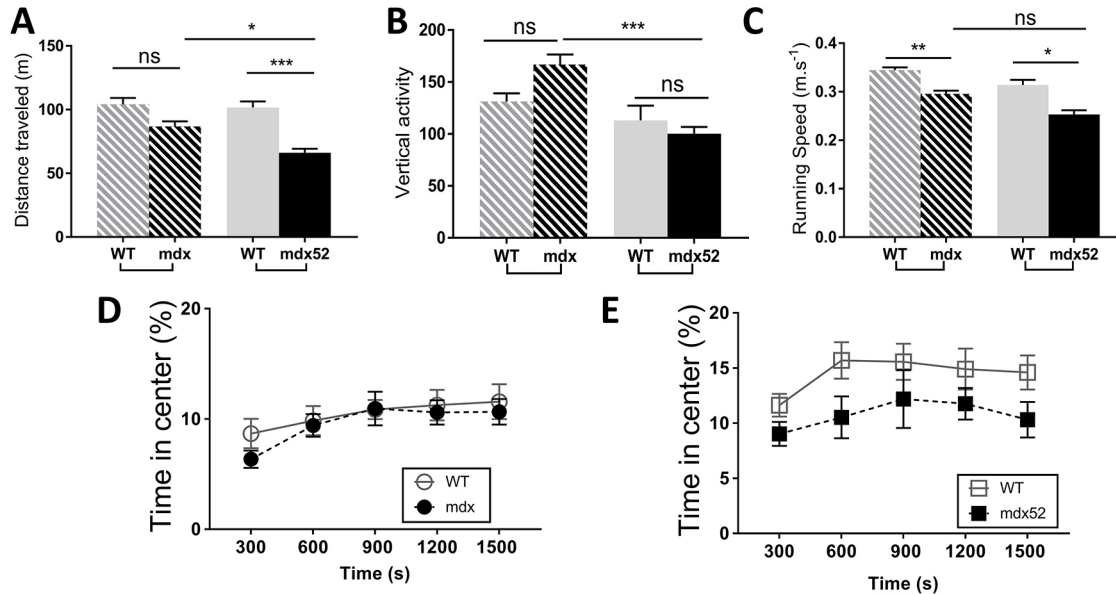 A
Distance traveled (m)
150
100
50
0
ns
*
***
WT mdx WT mdx52
B
Vertical activity
200
150
100
50
0
ns
***
ns
WT mdx WT mdx52
C
Running Speed (m.s-1)
0.4
0.3
0.2
0.1
0.0
ns
**
*
WT mdx WT mdx52
D
Time in center (%)
20
10
0
WT
mdx
300 600 900 1200 1500
Time (s)
E
Time in center (%)
20
15
10
5
0
WT
mdx52
300 600 900 1200 1500
Time (s)